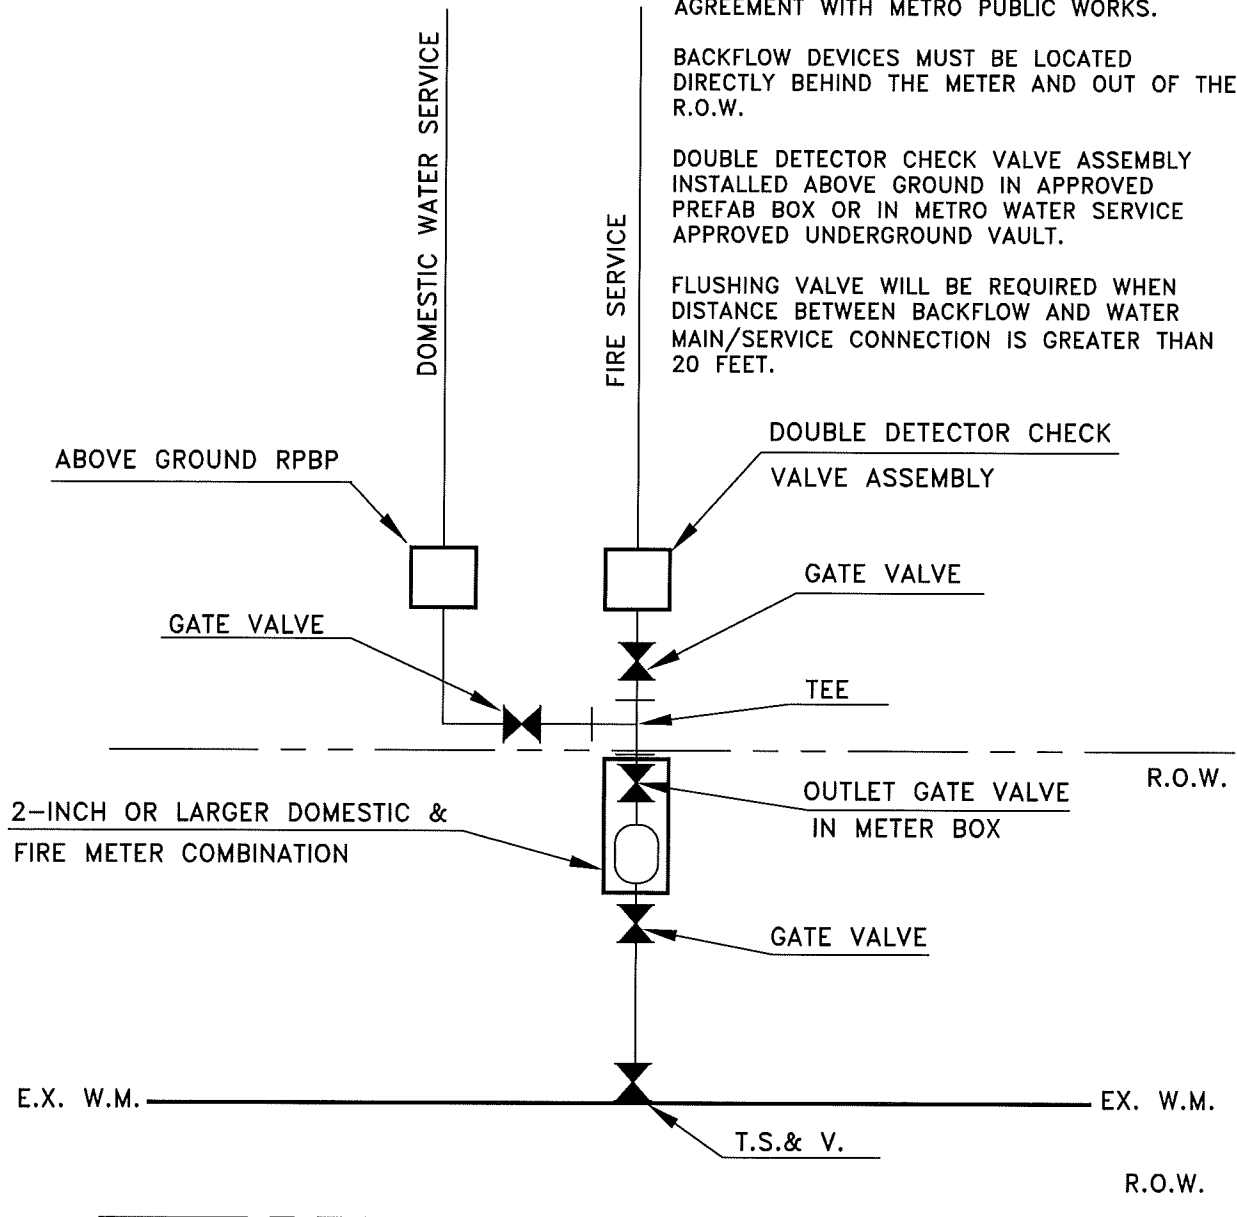 AGREEMENT WITH METRO PUBLIC WORKS.
BACKFLOW DEVICES MUST BE LOCATED
DIRECTLY BEHIND THE METER AND OUT OF THE
R.O.W.
DOUBLE DETECTOR CHECK VALVE ASSEMBLY
INSTALLED ABOVE GROUND IN APPROVED
PREFAB BOX OR IN METRO WATER SERVICE
APPROVED UNDERGROUND VAULT.
FLUSHING VALVE WILL BE REQUIRED WHEN
DISTANCE BETWEEN BACKFLOW AND WATER
MAIN/SERVICE CONNECTION IS GREATER THAN
20 FEET.
DOMESTIC WATER SERVICE
FIRE SERVICE
DOUBLE DETECTOR CHECK
VALVE ASSEMBLY
ABOVE GROUND RPBP
GATE VALVE
GATE VALVE
TEE
R.O.W.
OUTLET GATE VALVE
IN METER BOX
2-INCH OR LARGER DOMESTIC &
FIRE METER COMBINATION
GATE VALVE
E.X. W.M.
EX. W.M.
T.S.& V.
R.O.W.